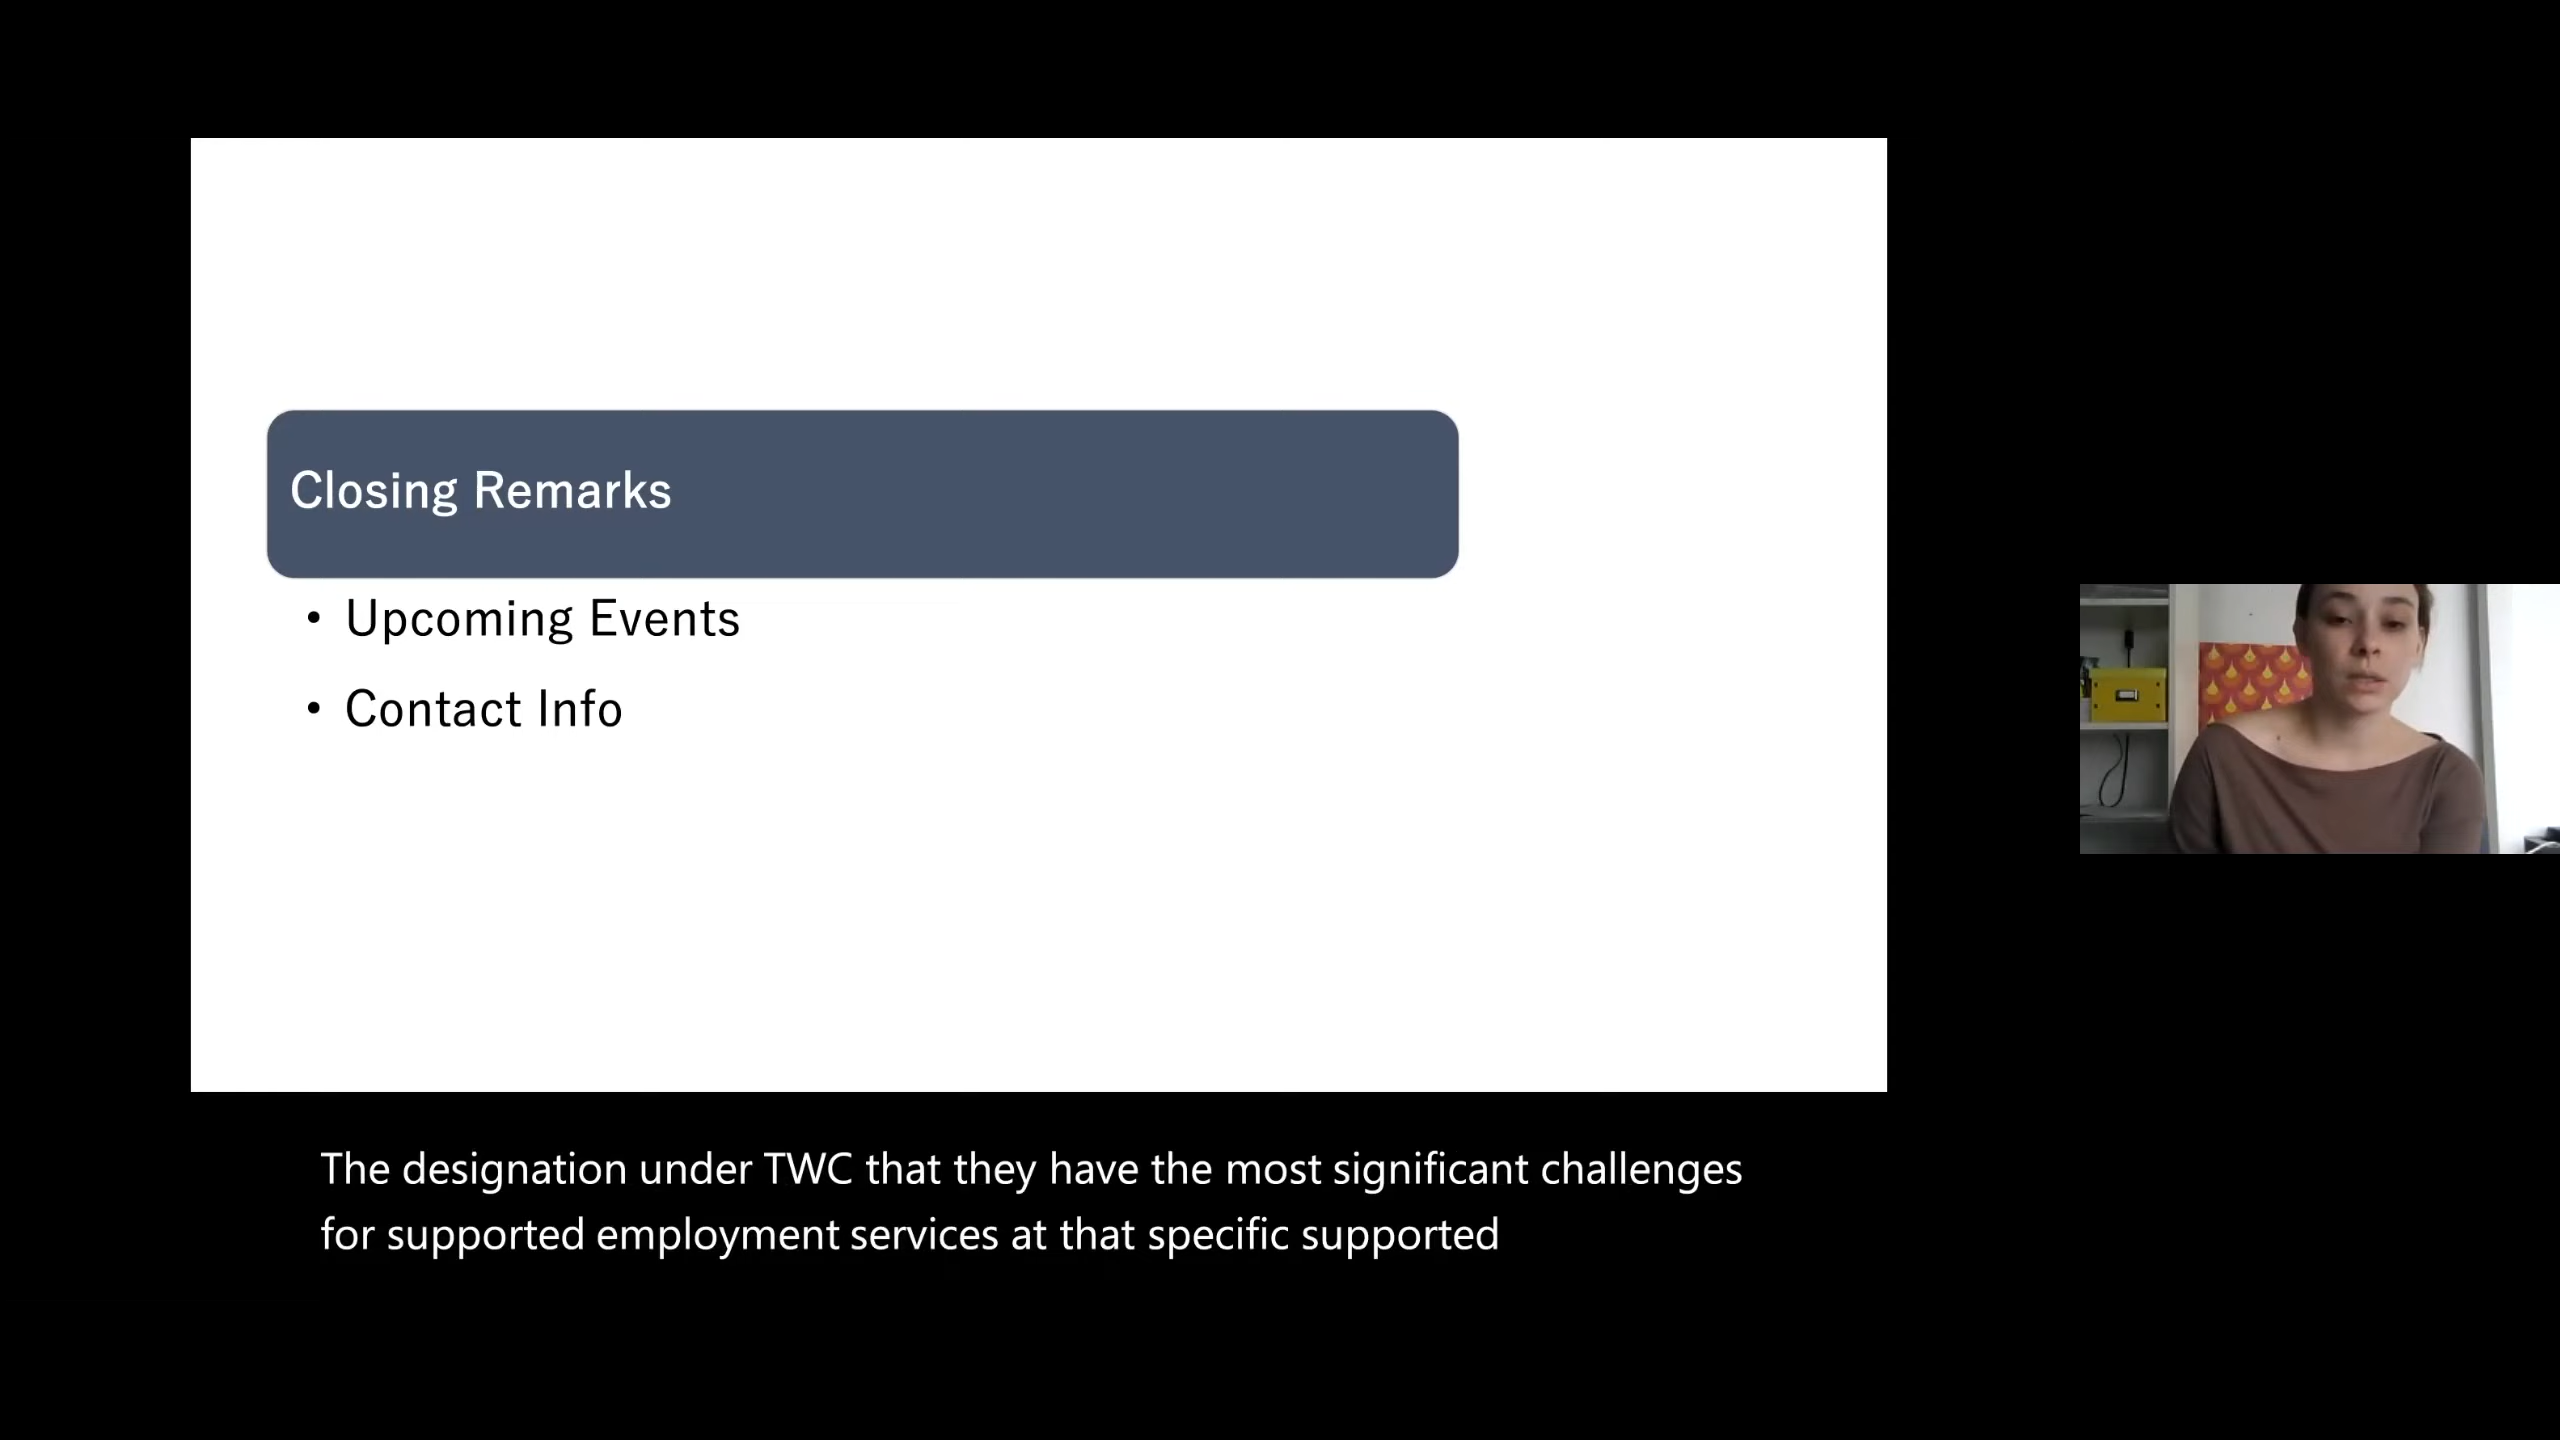 Closing Remarks
• Upcoming Events
• Contact Info
The designation under TWC that they have the most significant challenges
for supported employment services at that specific supported